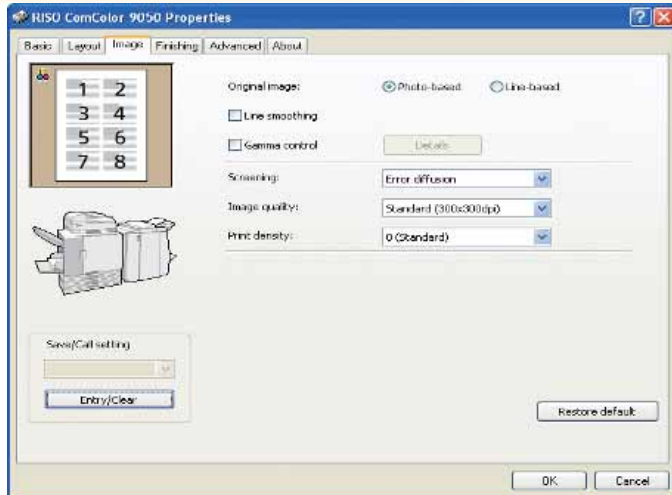 RISO ComColor 9050 Properties
Basic Layout Image Finishing Advanced About
1 2
3 4
5 6
7 8
Original image: Photo-based Line-based
Line smoothing
Gamma control Details
Screening: Error diffusion
Image quality: Standard (300x300dpi)
Print density: 0 (Standard)
Save/Call setting
Entry/Clear
Restore default
OK Cancel